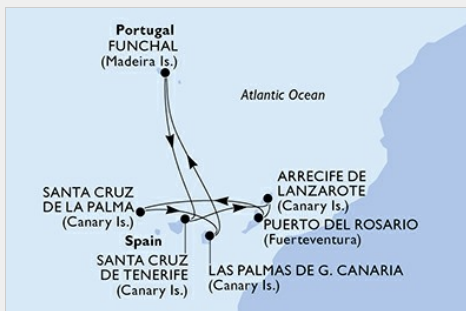 Portugal
FUNCHAL
(Madeira Is.)
Atlantic Ocean
ARRECIFE DE
LANZAROTE
(Canary Is.)
SANTA CRUZ
DE LA PALMA
(Canary Is.)
PUERTO DEL ROSARIO
(Fuerteventura)
Spain
SANTA CRUZ
DE TENERIFE
(Canary Is.)
LAS PALMAS DE G. CANARIA
(Canary Is.)